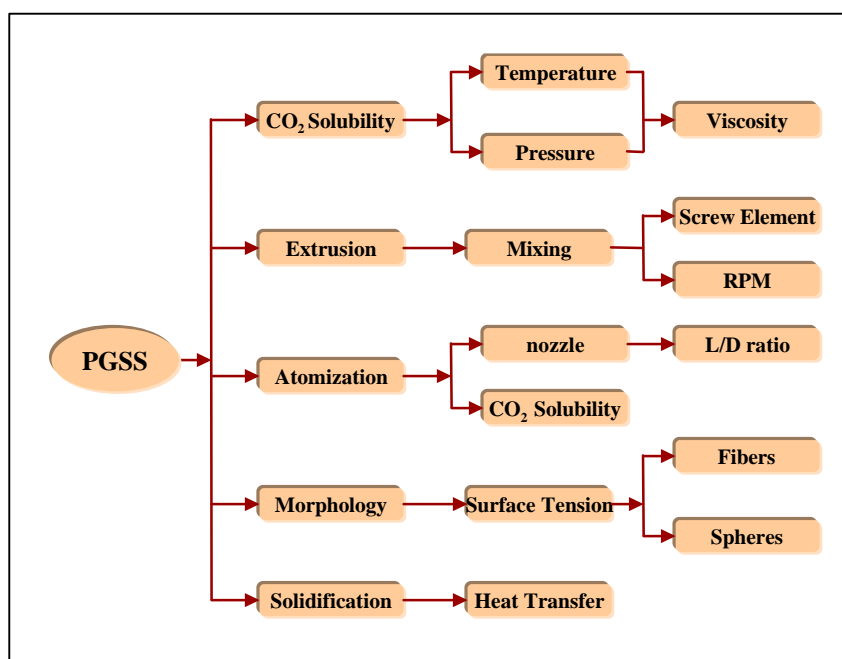 PGSS
CO₂ Solubility
Temperature
Pressure
Viscosity
Extrusion
Mixing
Screw Element
RPM
Atomization
nozzle
L/D ratio
CO₂ Solubility
Morphology
Surface Tension
Fibers
Spheres
Solidification
Heat Transfer